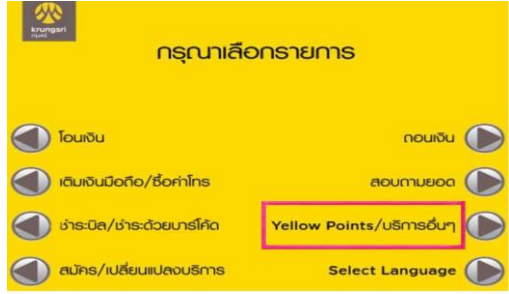 krungsri
กรุงศรี
กรุณาเลือกรายการ
โอนเงิน
ถอนเงิน
เติมเงินมือถือ/ซื้อค่าโทร
สอบถามยอด
ชำระบิล/ชำระด้วยบาร์โค้ด
Yellow Points/บริการอื่นๆ
สมัคร/เปลี่ยนแปลงบริการ
Select Language